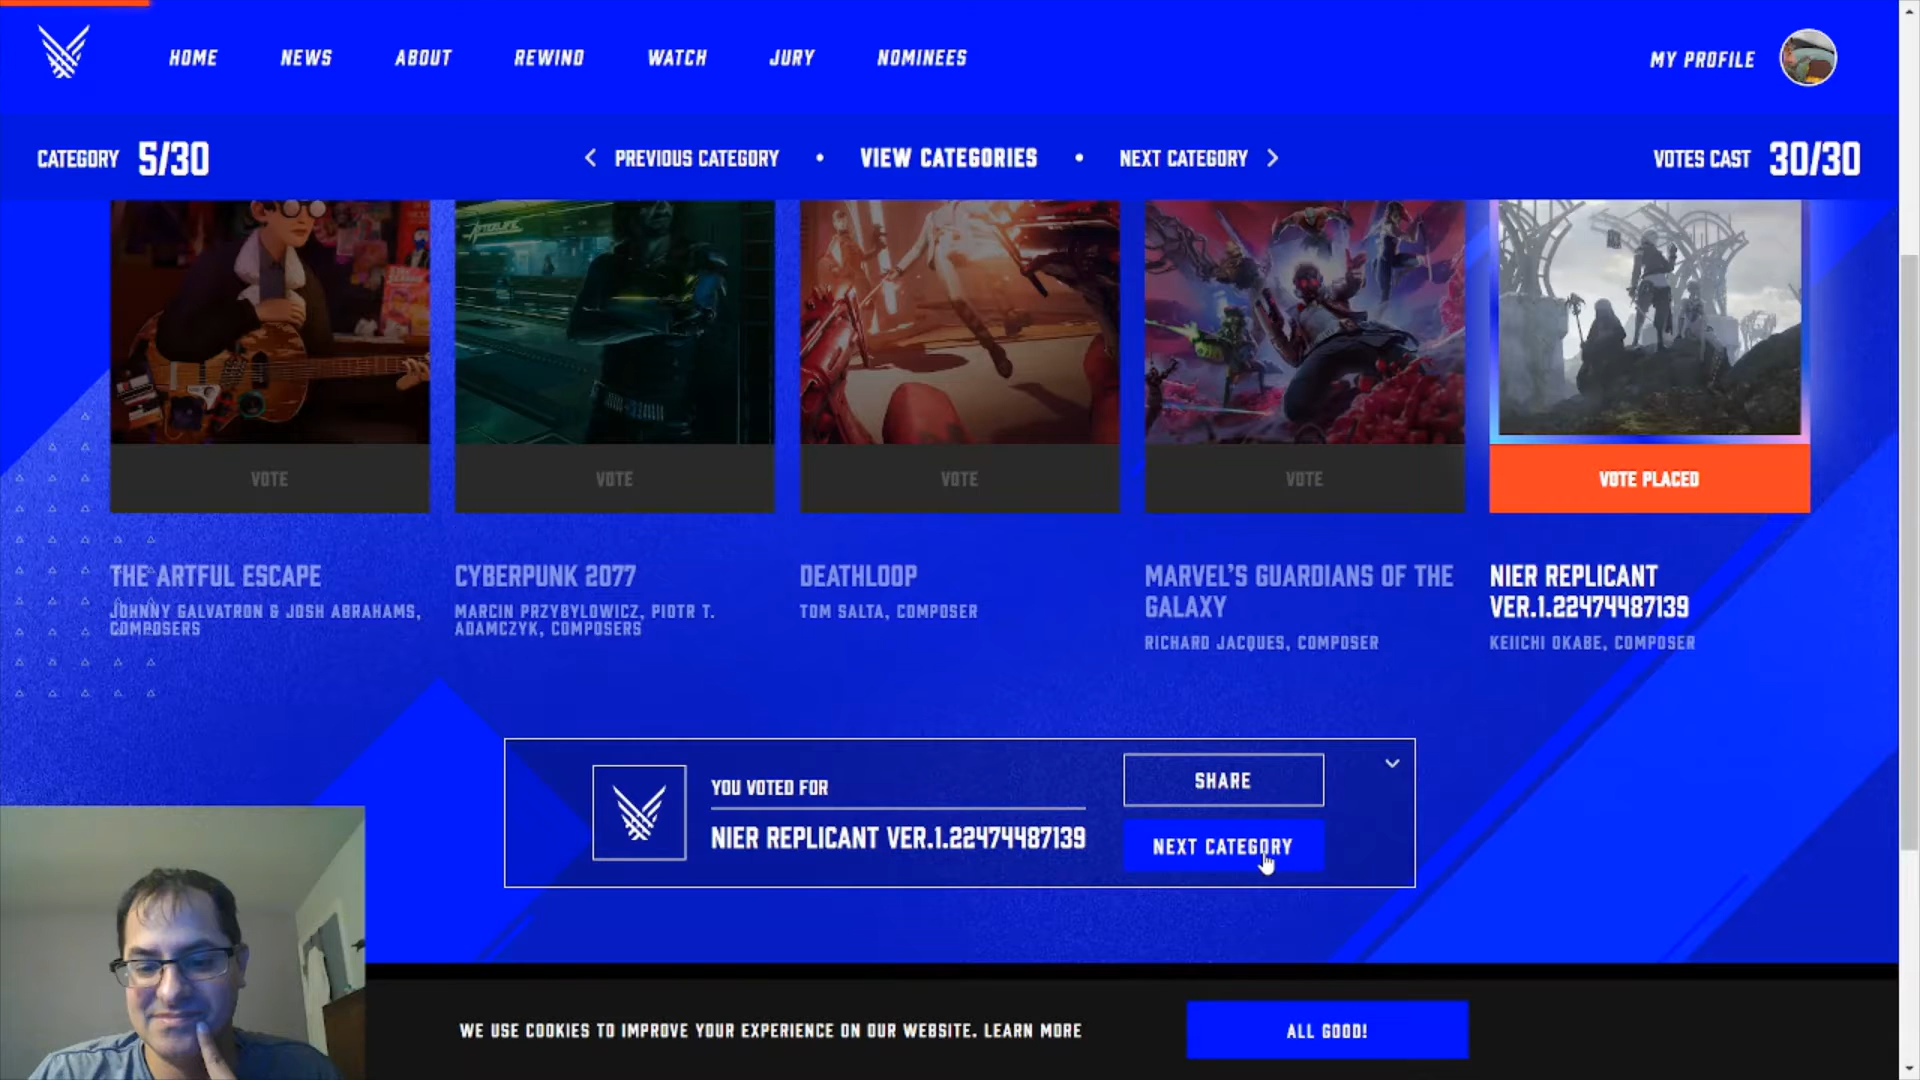 HOME
NEWS
ABOUT
REWIND
WATCH
JURY
NOMINEES
MY PROFILE
CATEGORY 5/30
PREVIOUS CATEGORY
VIEW CATEGORIES
NEXT CATEGORY
VOTES CAST 30/30
AFTERLIFE
VOTE
VOTE
VOTE
VOTE
VOTE PLACED
THE ARTFUL ESCAPE
JOHNNY GALVATRON & JOSH ABRAHAMS,
COMPOSERS
CYBERPUNK 2077
MARCIN PRZYBYLOWICZ, PIOTR T.
ADAMCZYK, COMPOSERS
DEATHLOOP
TOM SALTA, COMPOSER
MARVEL'S GUARDIANS OF THE
GALAXY
RICHARD JACQUES, COMPOSER
NIER REPLICANT
VER.1.22474487139
KEIICHI OKABE, COMPOSER
YOU VOTED FOR
NIER REPLICANT VER.1.22474487139
SHARE
NEXT CATEGORY
WE USE COOKIES TO IMPROVE YOUR EXPERIENCE ON OUR WEBSITE. LEARN MORE
ALL GOOD!